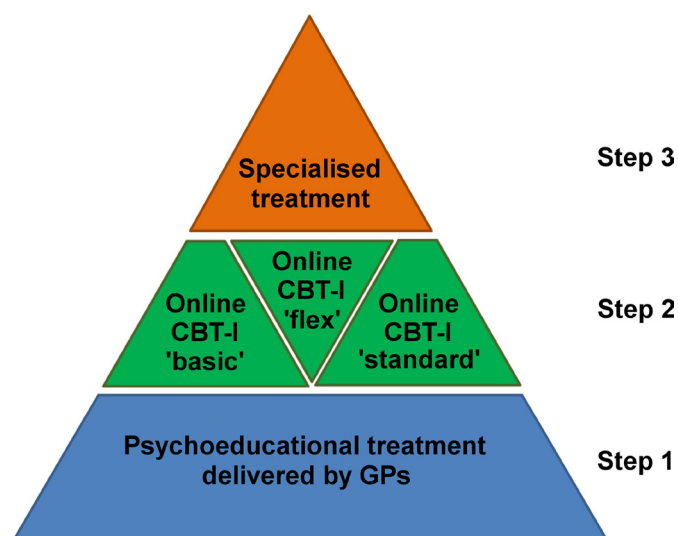 Specialised
treatment
Step 3
Online
CBT-I
'basic'
Online
CBT-I
'flex'
Online
CBT-I
'standard'
Step 2
Psychoeducational treatment
delivered by GPs
Step 1